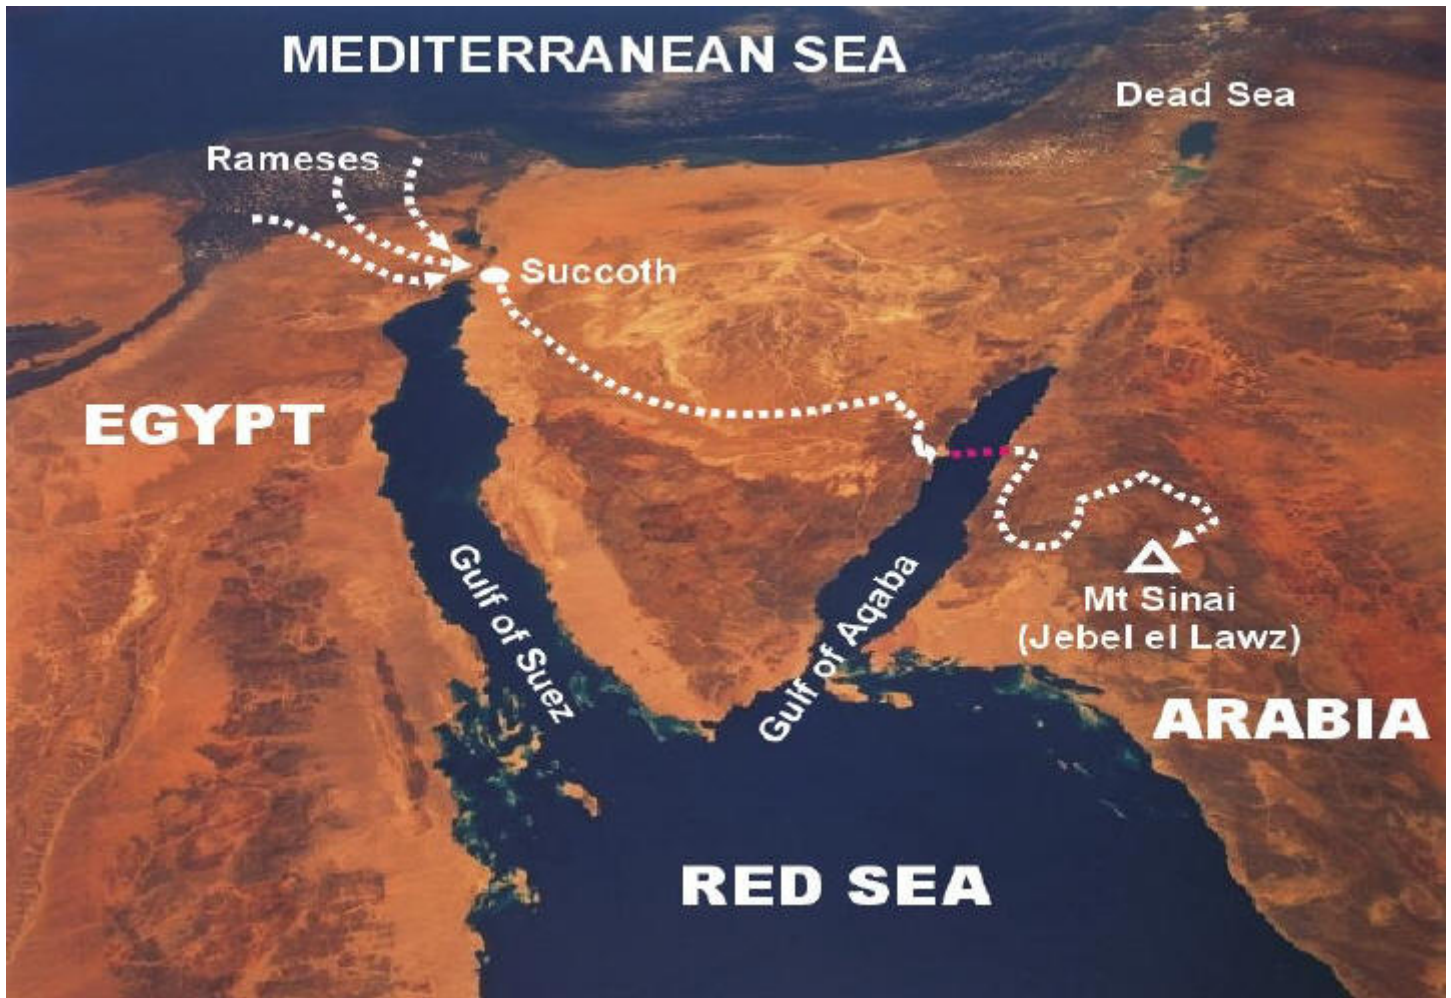 MEDITERRANEAN SEA
Dead Sea
Rameses
Succoth
EGYPT
Gulf of Suez
Gulf of Aqaba
Mt Sinai
(Jebel el Lawz)
ARABIA
RED SEA